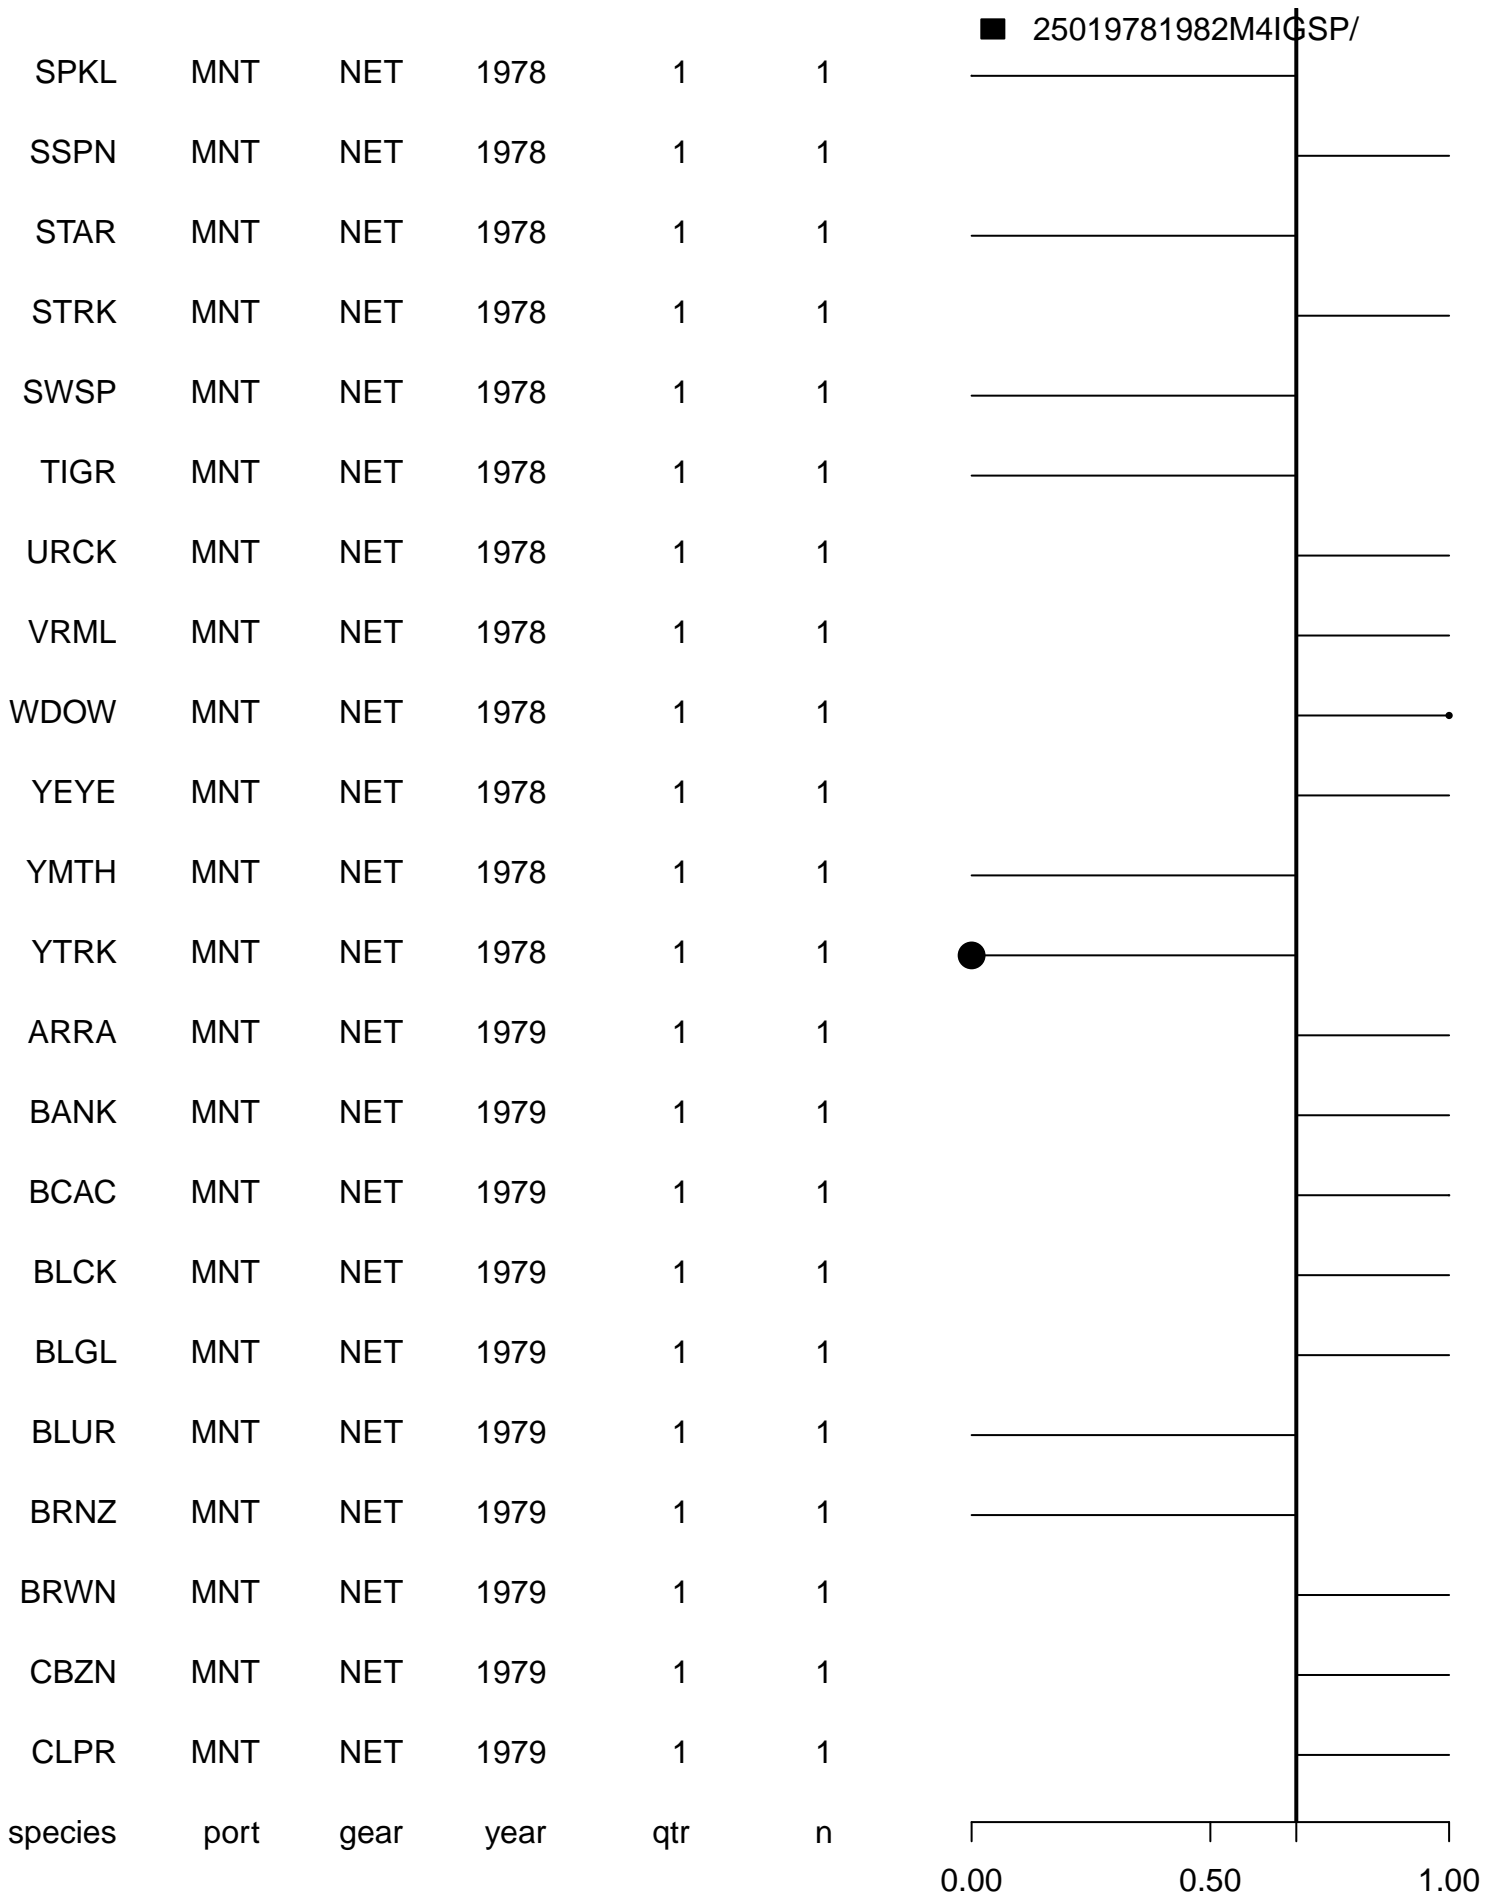 25019781982M4IGSP/
SPKL MNT NET 1978 1 1
SSPN MNT NET 1978 1 1
STAR MNT NET 1978 1 1
STRK MNT NET 1978 1 1
SWSP MNT NET 1978 1 1
TIGR MNT NET 1978 1 1
URCK MNT NET 1978 1 1
VRML MNT NET 1978 1 1
WDOW MNT NET 1978 1 1
YEYE MNT NET 1978 1 1
YMTH MNT NET 1978 1 1
YTRK MNT NET 1978 1 1
ARRA MNT NET 1979 1 1
BANK MNT NET 1979 1 1
BCAC MNT NET 1979 1 1
BLCK MNT NET 1979 1 1
BLGL MNT NET 1979 1 1
BLUR MNT NET 1979 1 1
BRNZ MNT NET 1979 1 1
BRWN MNT NET 1979 1 1
CBZN MNT NET 1979 1 1
CLPR MNT NET 1979 1 1
species port gear year qtr n
0.00 0.50 1.00